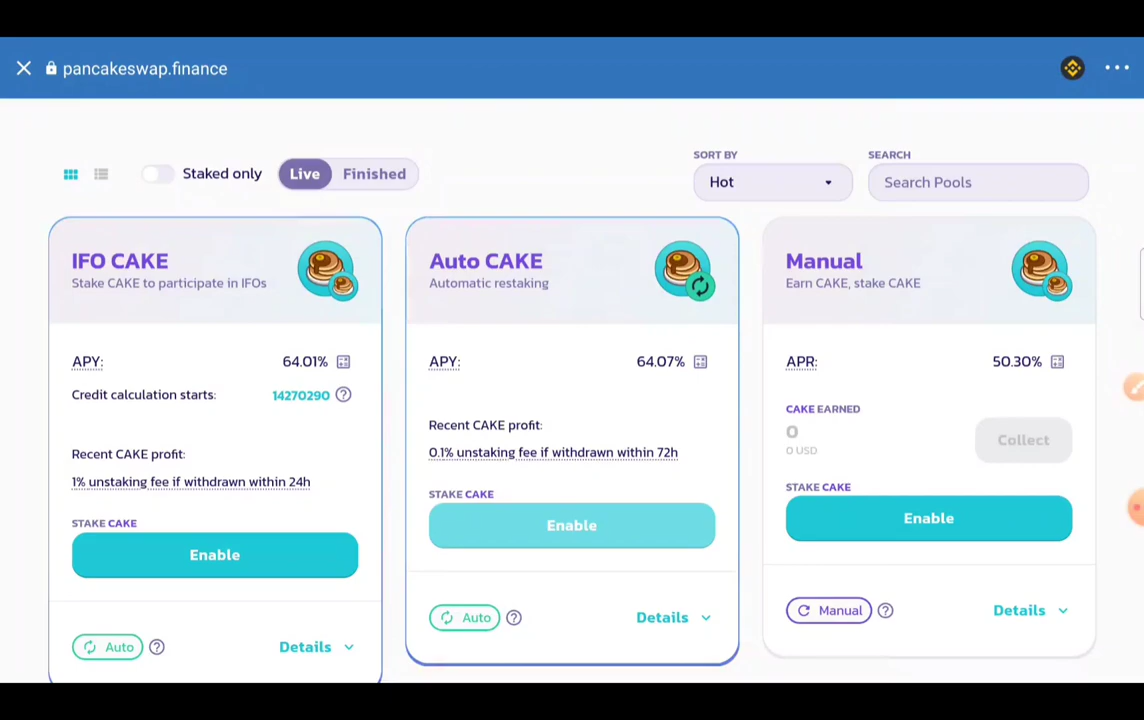 pancakeswap.finance
Staked only
Live
Finished
SORT BY
Hot
SEARCH
Search Pools
IFO CAKE
Stake CAKE to participate in IFOs
APY:
64.01%
Credit calculation starts:
14270290
Recent CAKE profit:
1% unstaking fee if withdrawn within 24h
STAKE CAKE
Enable
Auto
Details
Auto CAKE
Automatic restaking
APY:
64.07%
Recent CAKE profit:
0.1% unstaking fee if withdrawn within 72h
STAKE CAKE
Enable
Auto
Details
Manual
Earn CAKE, stake CAKE
APR:
50.30%
CAKE EARNED
0
0 USD
Collect
STAKE CAKE
Enable
Manual
Details